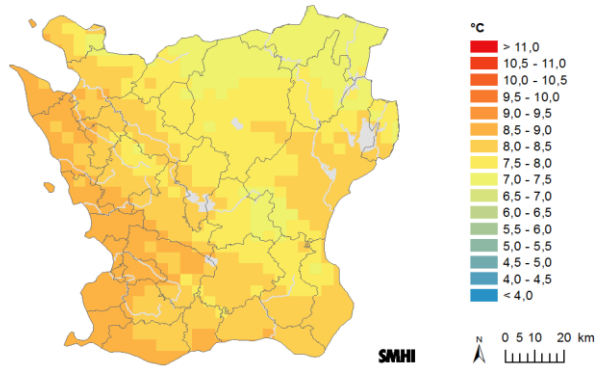 °C
> 11,0
10,5 - 11,0
10,0 - 10,5
9,5 - 10,0
9,0 - 9,5
8,5 - 9,0
8,0 - 8,5
7,5 - 8,0
7,0 - 7,5
6,5 - 7,0
6,0 - 6,5
5,5 - 6,0
5,0 - 5,5
4,5 - 5,0
4,0 - 4,5
< 4,0
SMHI
N
0 5 10 20 km